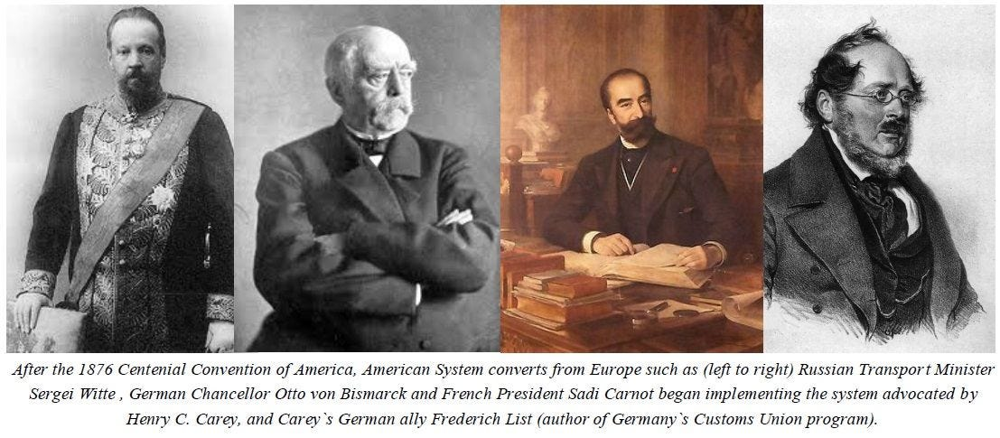 After the 1876 Centenial Convention of America, American System converts from Europe such as (left to right) Russian Transport Minister
Sergei Witte , German Chancellor Otto von Bismarck and French President Sadi Carnot began implementing the system advocated by
Henry C. Carey, and Carey`s German ally Frederich List (author of Germany`s Customs Union program).